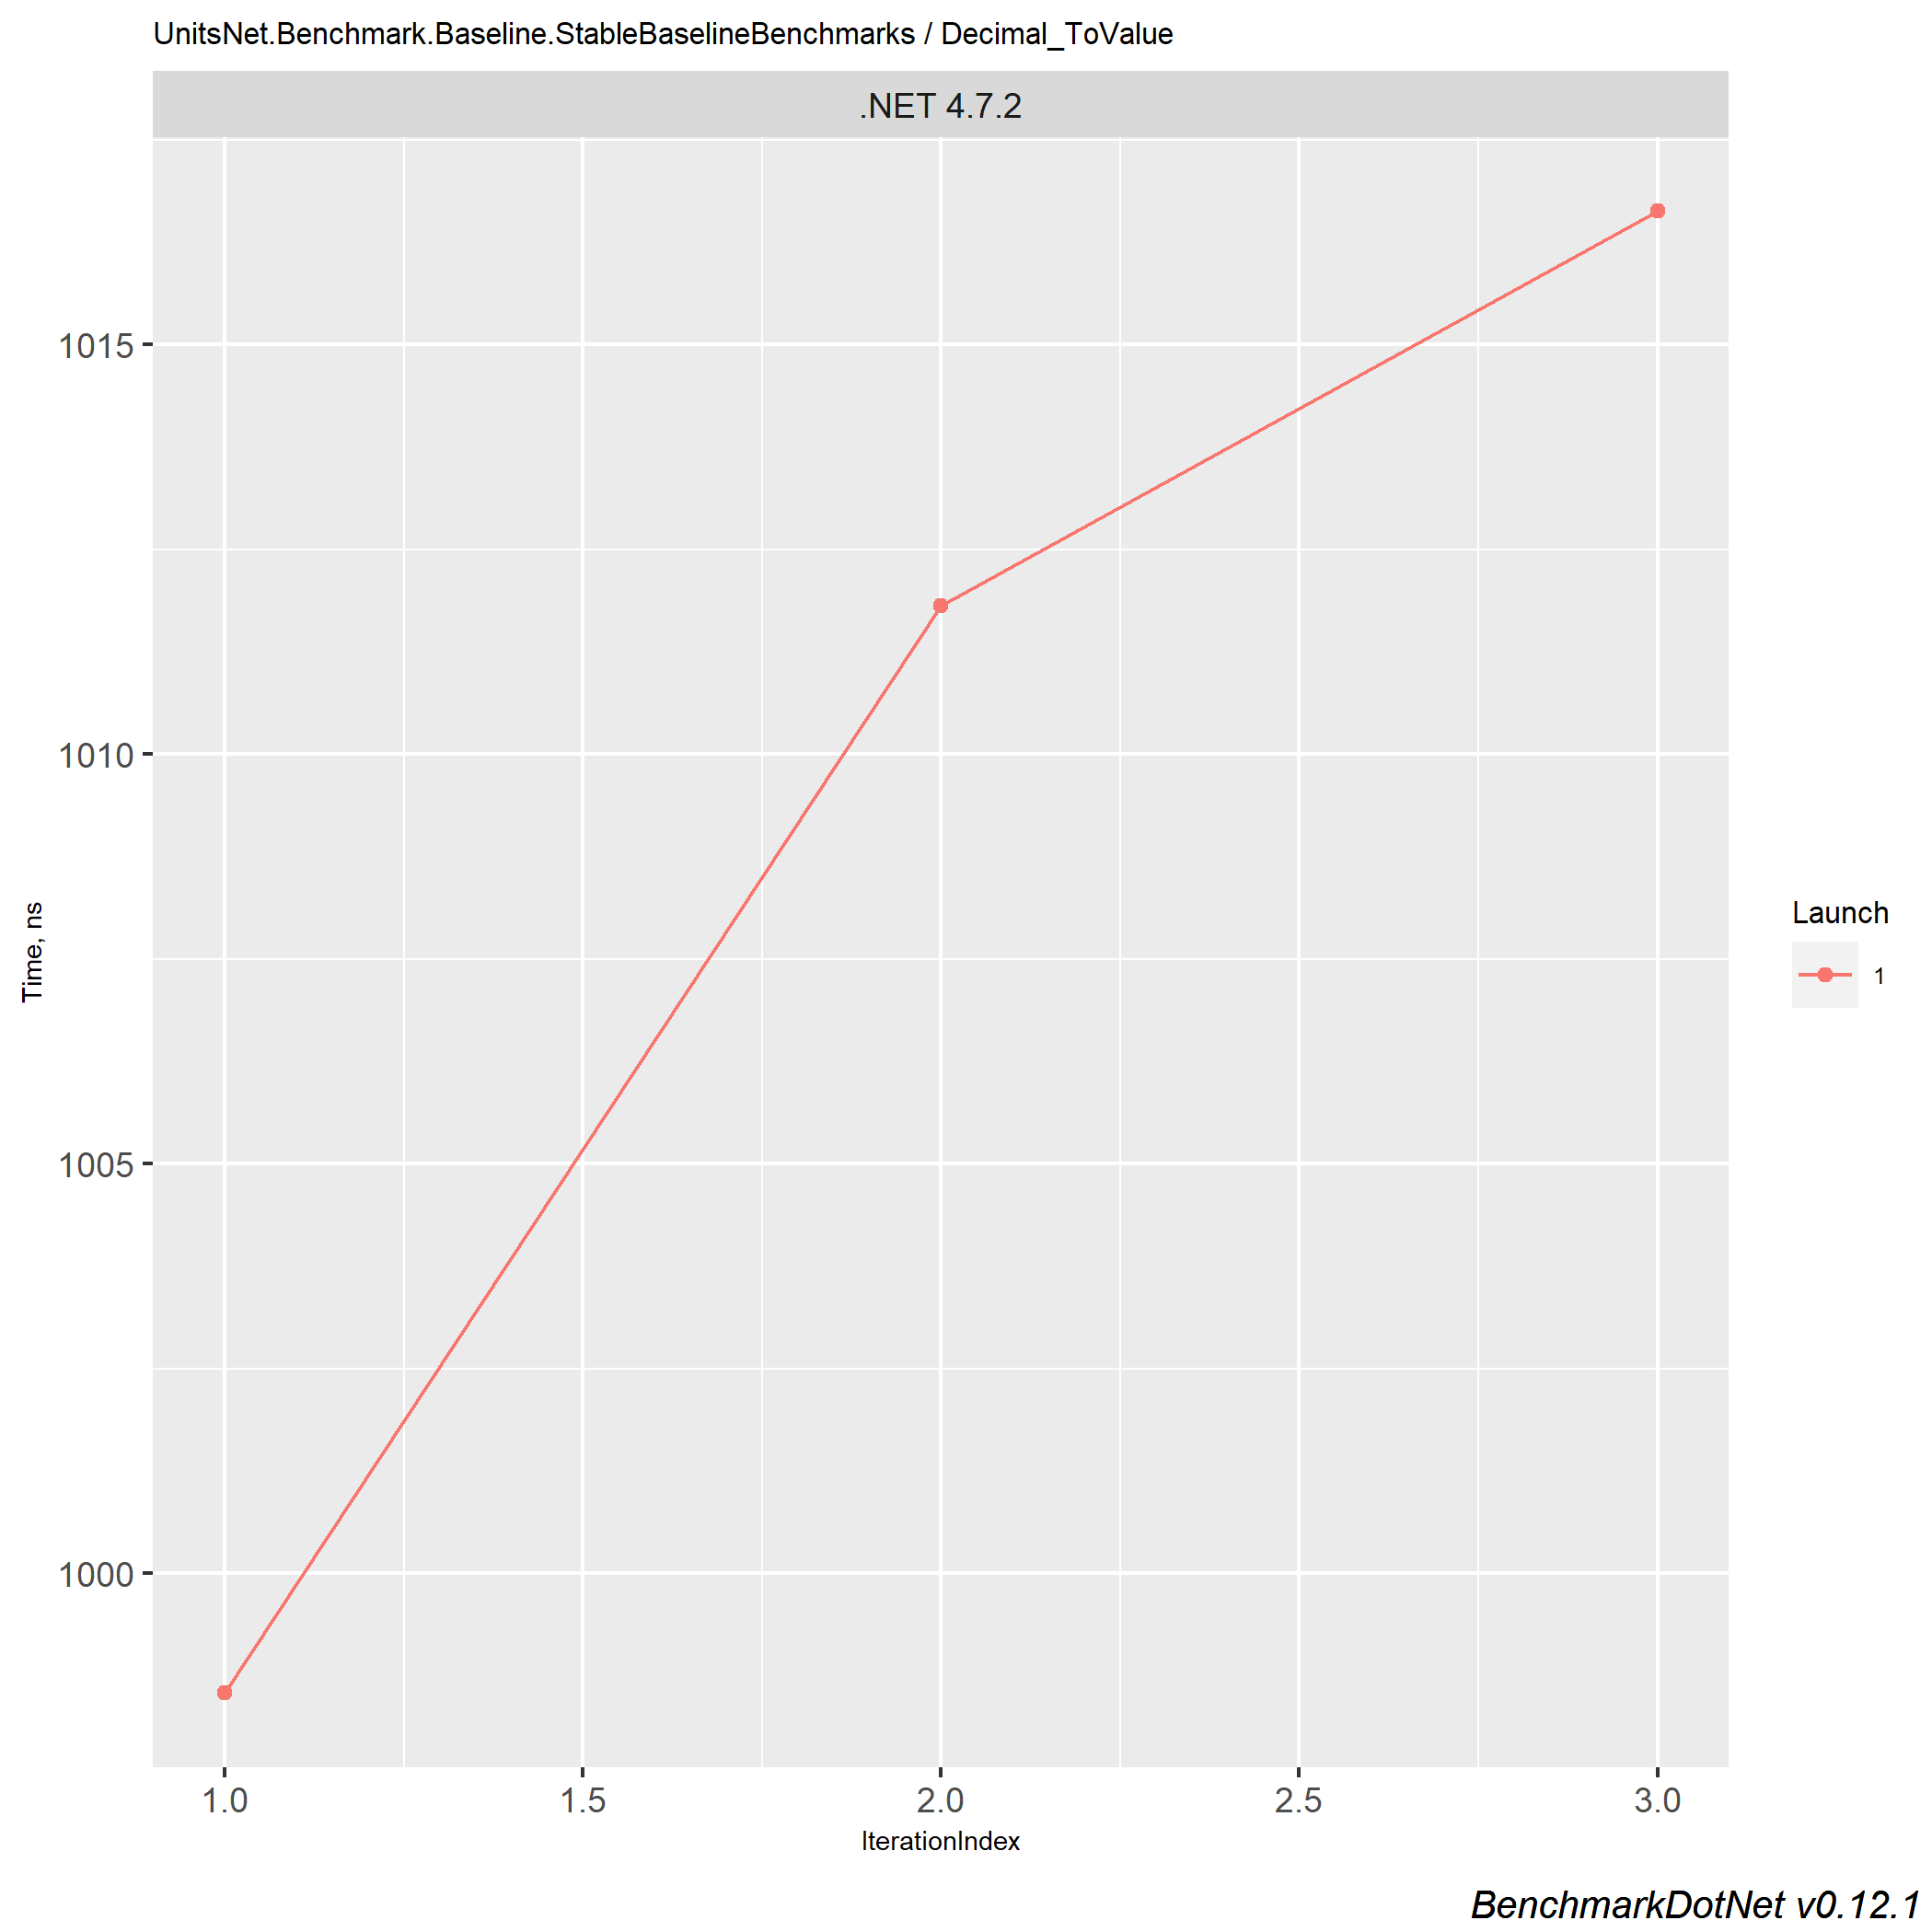 UnitsNet.Benchmark.Baseline.StableBaselineBenchmarks / Decimal_ToValue
.NET 4.7.2
1015
1010
1005
1000
Time, ns
1.0 1.5 2.0 2.5 3.0
IterationIndex
Launch
1
BenchmarkDotNet v0.12.1